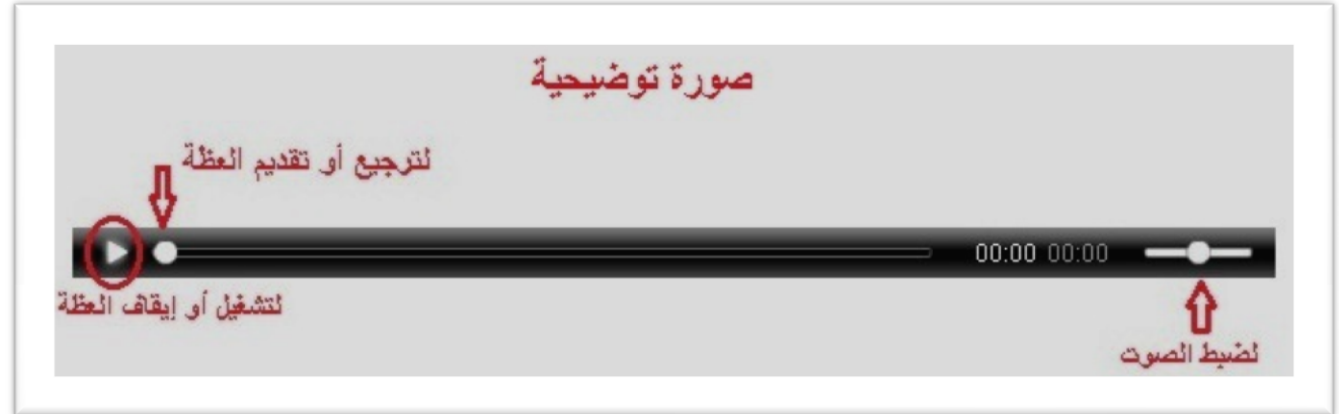 صورة توضيحية
لترجيع أو تقديم العظة
00:00 00:00
لتشغيل أو إيقاف العظة
لضبط الصوت